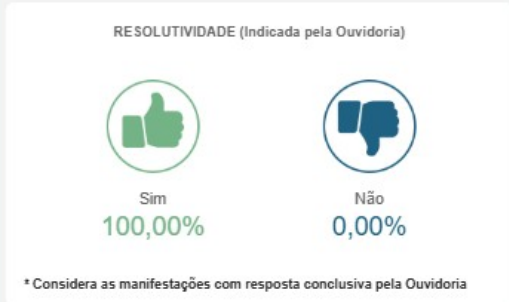 RESOLUTIVIDADE (Indicada pela Ouvidoria)
Sim Não
100,00% 0,00%
* Considera as manifestações com resposta conclusiva pela Ouvidoria